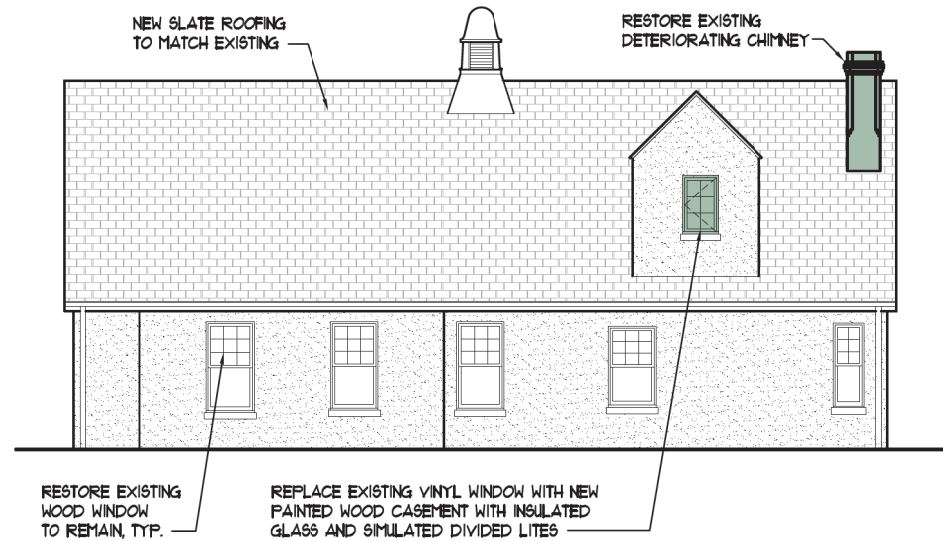 NEW SLATE ROOFING
TO MATCH EXISTING
RESTORE EXISTING
DETERIORATING CHIMNEY
RESTORE EXISTING
WOOD WINDOW
TO REMAIN, TYP.
REPLACE EXISTING VINYL WINDOW WITH NEW
PAINTED WOOD CASEMENT WITH INSULATED
GLASS AND SIMULATED DIVIDED LITES